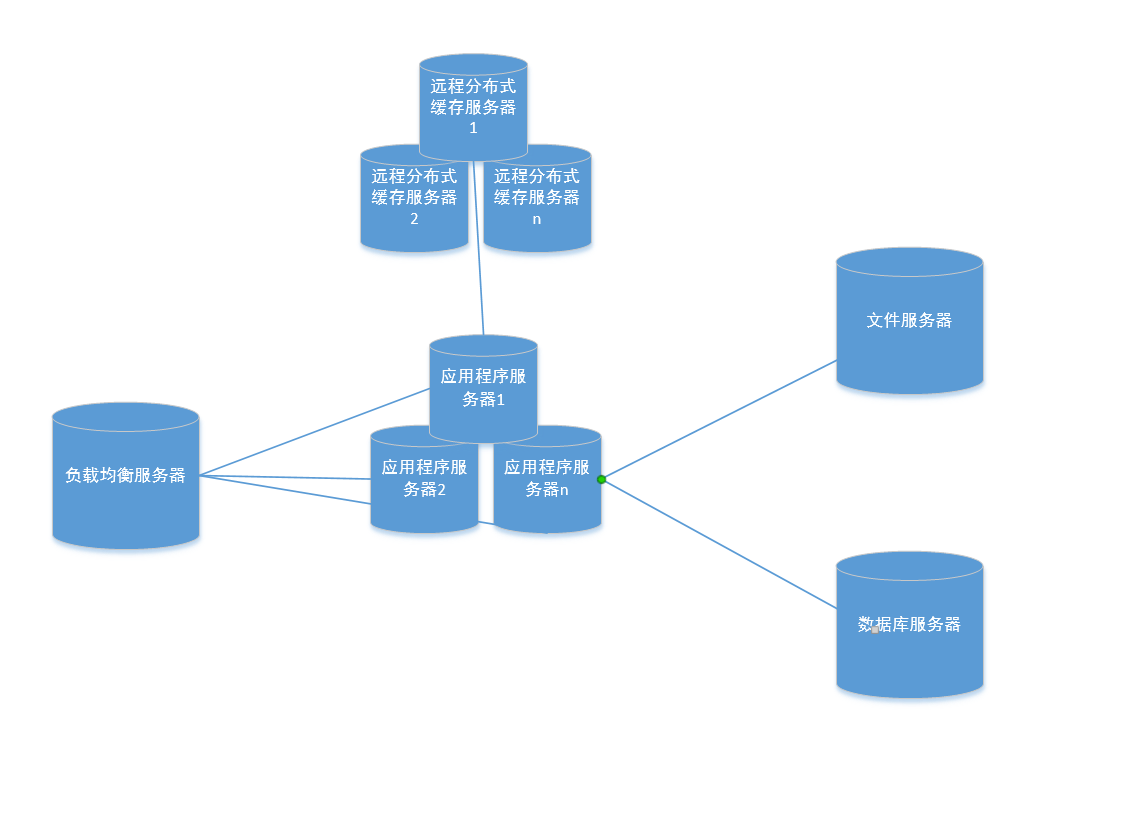 远程分布式
缓存服务器
1
远程分布式
缓存服务器
2
远程分布式
缓存服务器
n
文件服务器
应用程序服
务器1
负载均衡服务器
应用程序服
务器2
应用程序服
务器n
数据库服务器